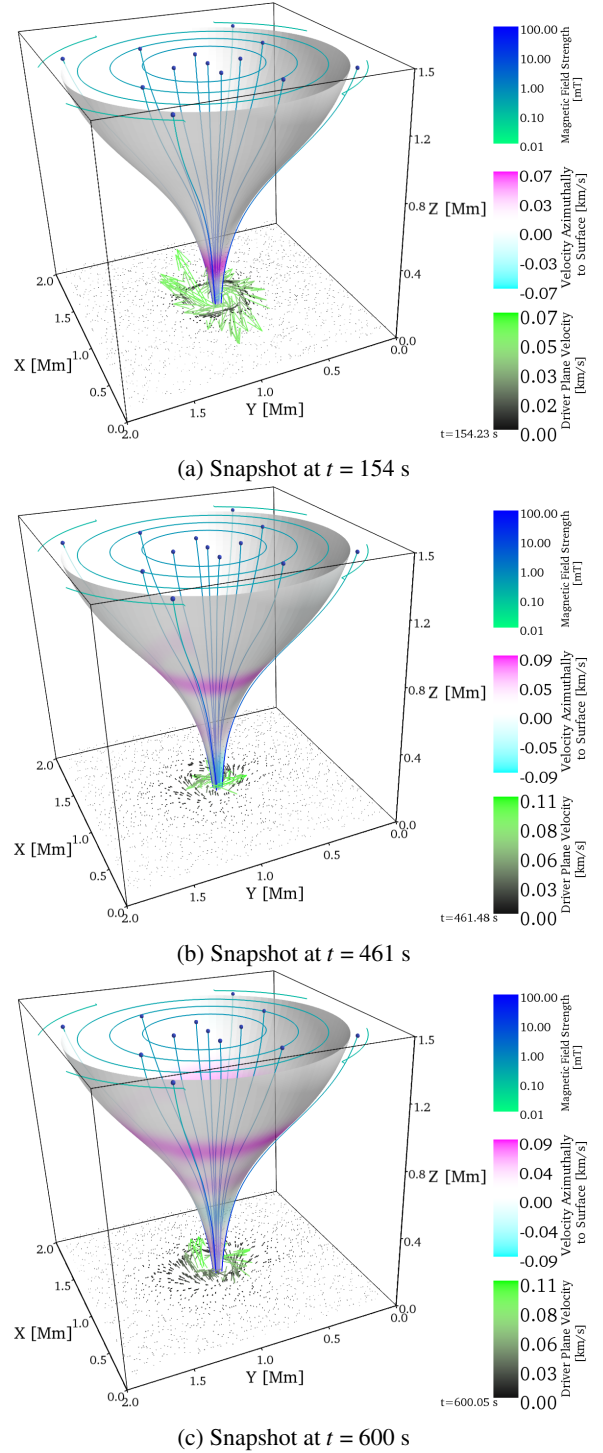 1.5
1.2
0.8
Z [Mm]
0.4
0.0
2.0
1.5
1.0
0.5
0.0
X [Mm]
2.0
1.5
1.0
0.5
Y [Mm]
100.00
10.00
1.00
0.10
0.01
Magnetic Field Strength
[mT]
0.07
0.03
0.00
-0.03
-0.07
Velocity Azimuthally
to Surface [km/s]
0.07
0.05
0.03
0.02
0.00
Driver Plane Velocity
[km/s]
t=154.23 s
(a) Snapshot at t = 154 s
1.5
1.2
0.8
Z [Mm]
0.4
0.0
2.0
1.5
1.0
0.5
0.0
X [Mm]
2.0
1.5
1.0
0.5
Y [Mm]
100.00
10.00
1.00
0.10
0.01
Magnetic Field Strength
[mT]
0.09
0.05
0.00
-0.05
-0.09
Velocity Azimuthally
to Surface [km/s]
0.11
0.08
0.06
0.03
0.00
Driver Plane Velocity
[km/s]
t=461.48 s
(b) Snapshot at t = 461 s
1.5
1.2
0.8
Z [Mm]
0.4
0.0
2.0
1.5
1.0
0.5
0.0
X [Mm]
2.0
1.5
1.0
0.5
Y [Mm]
100.00
10.00
1.00
0.10
0.01
Magnetic Field Strength
[mT]
0.09
0.04
0.00
-0.04
-0.09
Velocity Azimuthally
to Surface [km/s]
0.11
0.08
0.06
0.03
0.00
Driver Plane Velocity
[km/s]
t=600.05 s
(c) Snapshot at t = 600 s